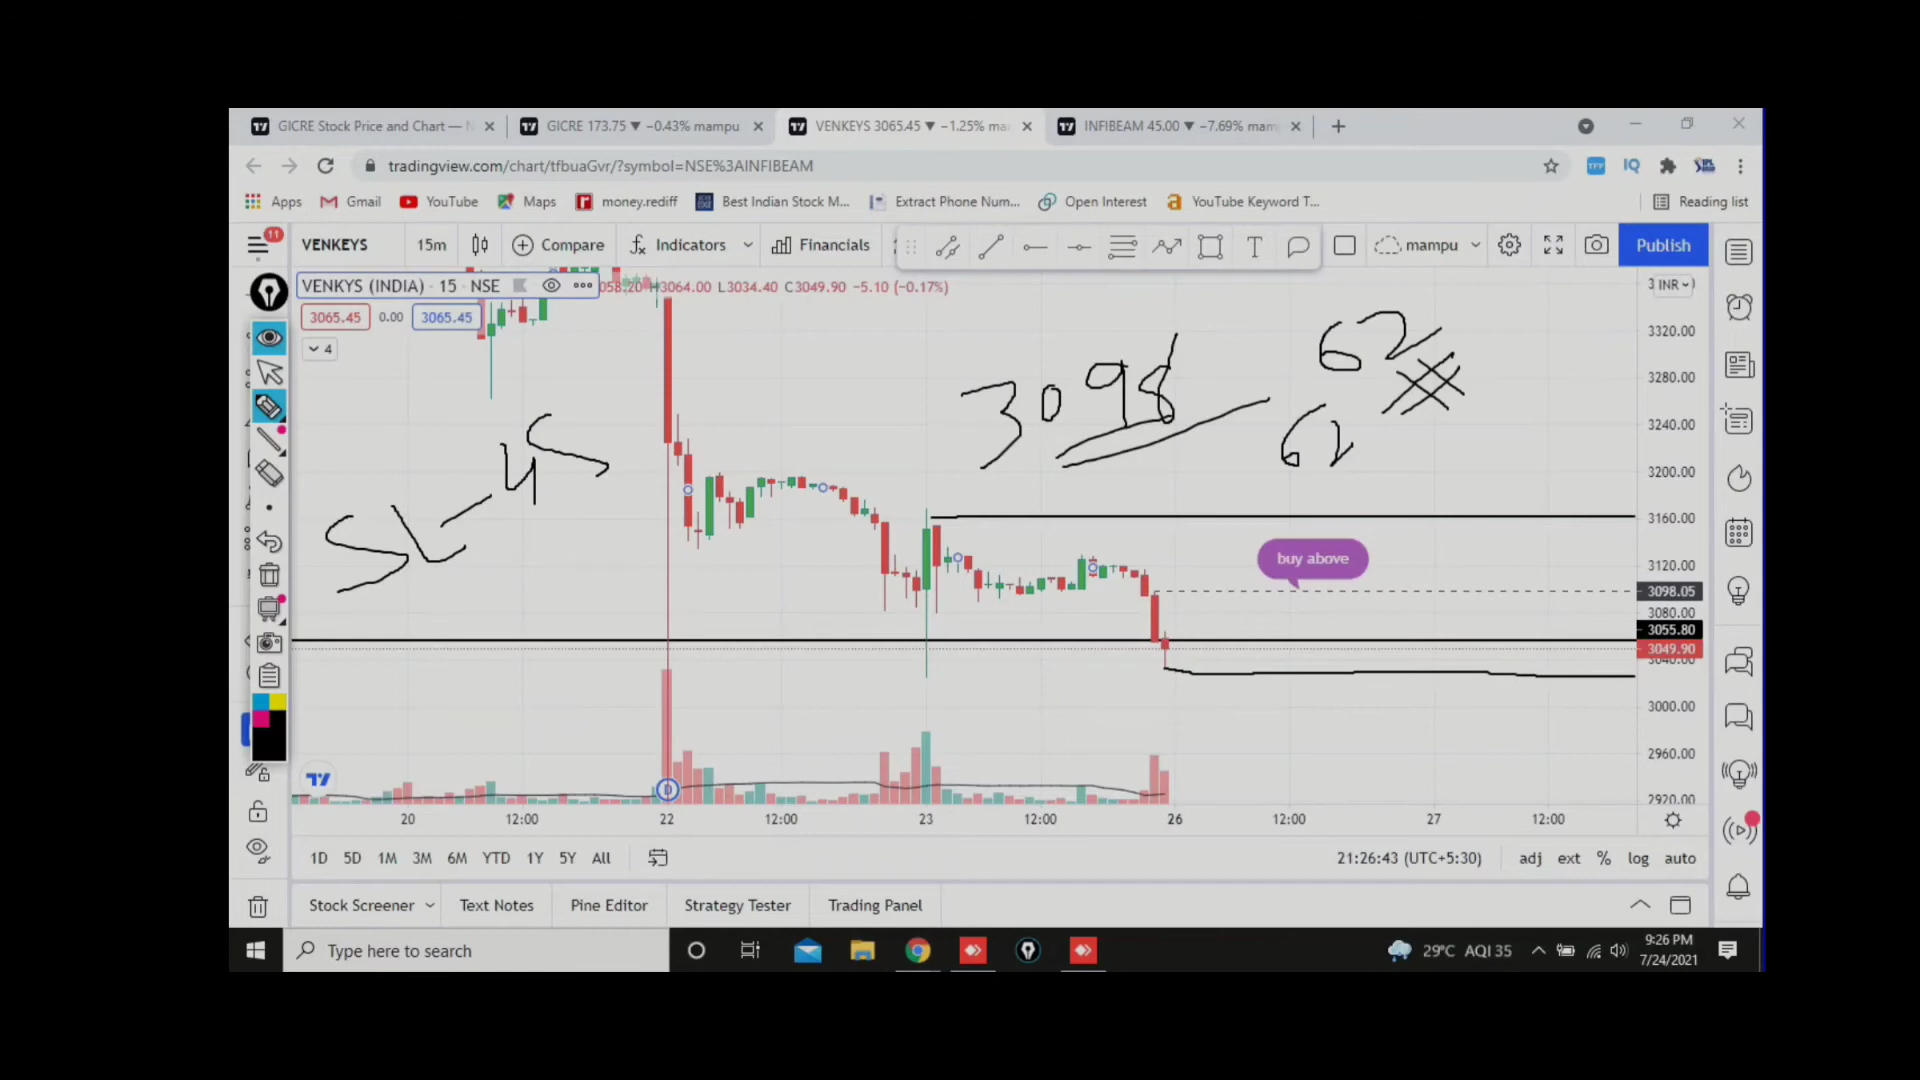 GICRE Stock Price and Chart — N
GICRE 173.75 ▼ −0.43% mampu
VENKEYS 3065.45 ▼ −1.25% ma
INFIBEAM 45.00 ▼ −7.69% mam
tradingview.com/chart/tfbuaGvr/?symbol=NSE%3AINFIBEAM
Apps Gmail YouTube Maps money.rediff Best Indian Stock M... Extract Phone Num... Open Interest YouTube Keyword T... Reading list
11
VENKEYS 15m Compare Indicators Financials T mampu Publish
VENKYS (INDIA) · 15 · NSE
H3064.00 L3034.40 C3049.90 −5.10 (−0.17%)
INR
3065.45 0.00 3065.45
4
3320.00
3280.00
3240.00
3200.00
3160.00
3120.00
3098.05
3080.00
3055.80
3049.90
3040.00
3000.00
2960.00
2920.00
3098
62
62
SL - 45
buy above
D
20 12:00 22 12:00 23 12:00 26 12:00 27 12:00
1D 5D 1M 3M 6M YTD 1Y 5Y All
21:26:43 (UTC+5:30) adj ext % log auto
Stock Screener Text Notes Pine Editor Strategy Tester Trading Panel
Type here to search
29°C AQI 35
9:26 PM
7/24/2021